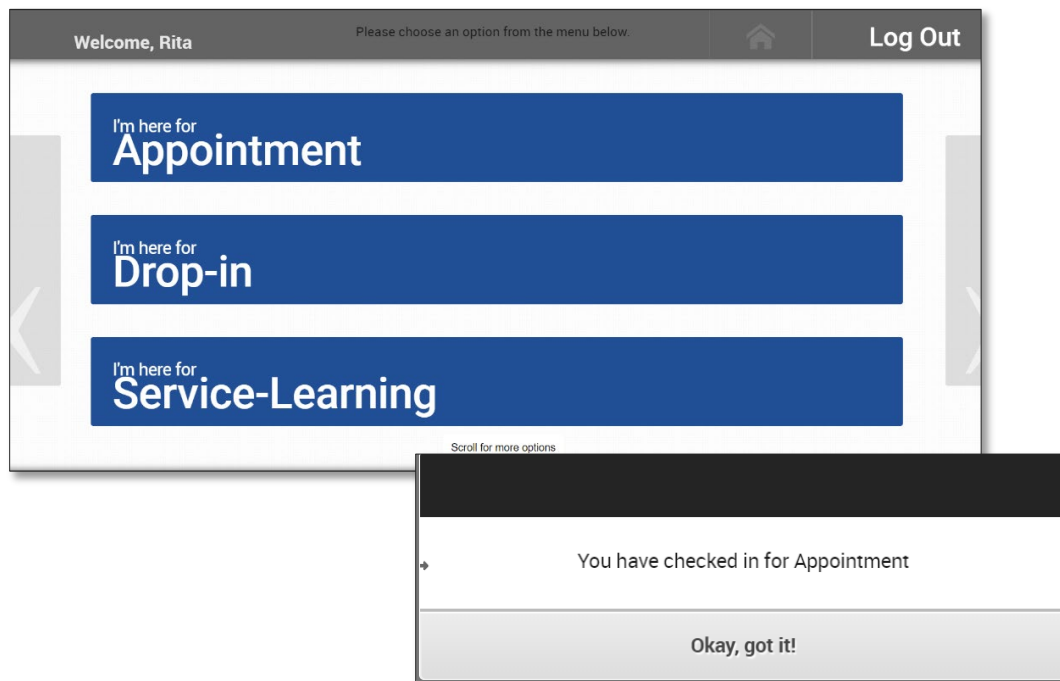 Welcome, Rita
Please choose an option from the menu below.
Log Out
I'm here for
Appointment
I'm here for
Drop-in
I'm here for
Service-Learning
Scroll for more options
You have checked in for Appointment
Okay, got it!